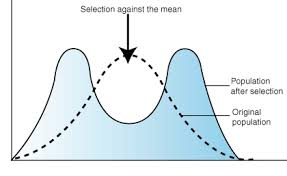 Selection against the mean
Population
after selection
Original
population